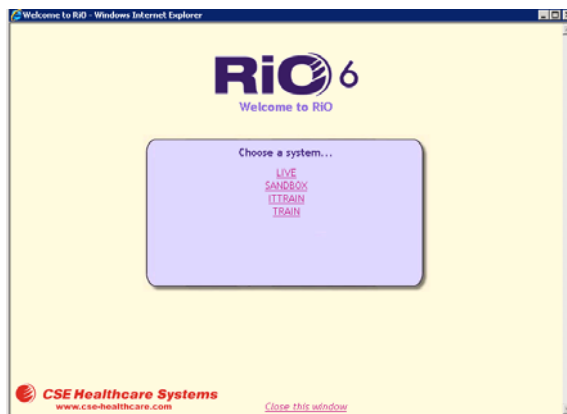 Welcome to RiO - Windows Internet Explorer
RiO 6
Welcome to RiO
Choose a system...
LIVE
SANDBOX
ITTRAIN
TRAIN
CSE Healthcare Systems
www.cse-healthcare.com
Close this window